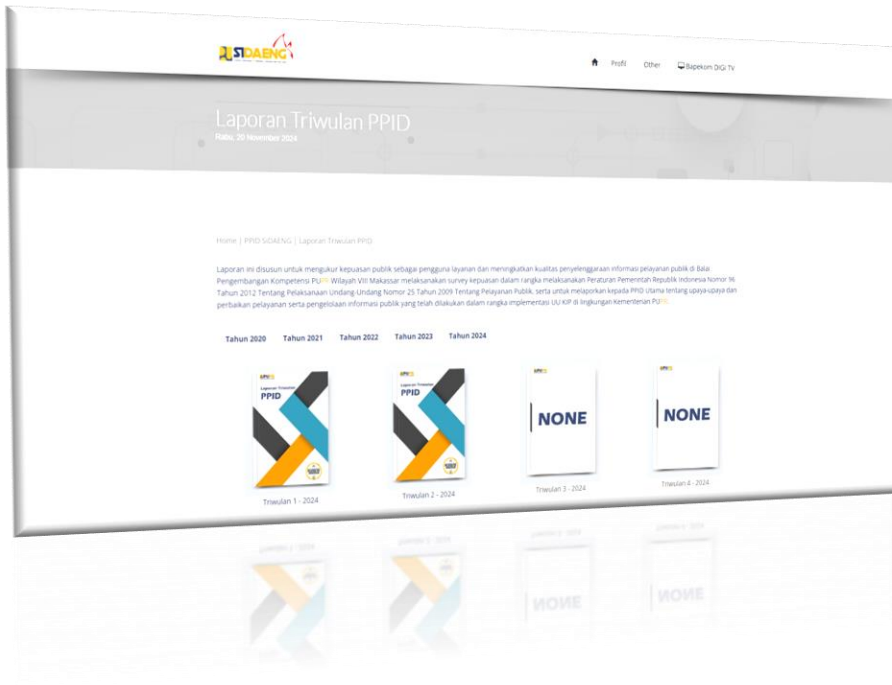 SIDAENG
Profil Other Bapekom DiGi TV
Laporan Triwulan PPID
Rabu, 20 November 2024
Home | PPID SiDAENG | Laporan Triwulan PPID
Laporan ini disusun untuk mengukur kepuasan publik sebagai pengguna layanan dan meningkatkan kualitas penyelenggaraan informasi pelayanan publik di Balai
Pengembangan Kompetensi PUPR Wilayah VIII Makassar melaksanakan survey kepuasan dalam rangka melaksanakan Peraturan Pemerintah Republik Indonesia Nomor 96
Tahun 2012 Tentang Pelaksanaan Undang-Undang Nomor 25 Tahun 2009 Tentang Pelayanan Publik, serta untuk melaporkan kepada PPID Utama tentang upaya-upaya dan
perbaikan pelayanan serta pengelolaan informasi publik yang telah dilakukan dalam rangka implementasi UU KIP di lingkungan Kementerian PUPR.
Tahun 2020 Tahun 2021 Tahun 2022 Tahun 2023 Tahun 2024
Laporan Triwulan
PPID
Laporan Triwulan
PPID
NONE
NONE
Triwulan 1 - 2024
Triwulan 2 - 2024
Triwulan 3 - 2024
Triwulan 4 - 2024